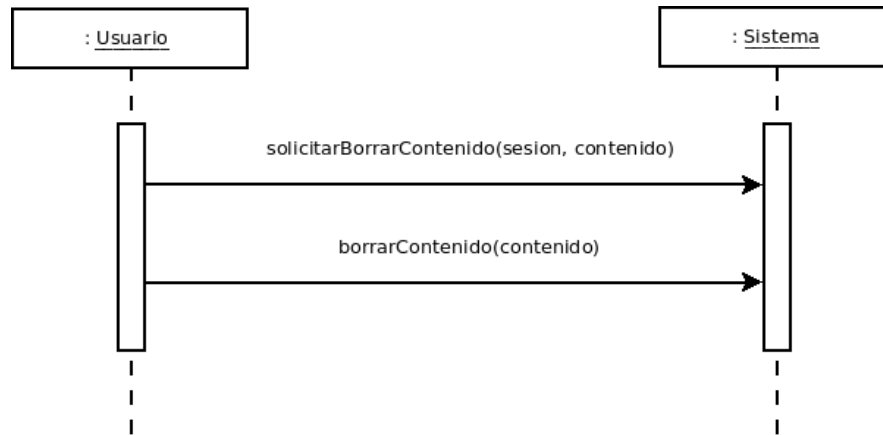 : Usuario
: Sistema
solicitarBorrarContenido(sesion, contenido)
borrarContenido(contenido)